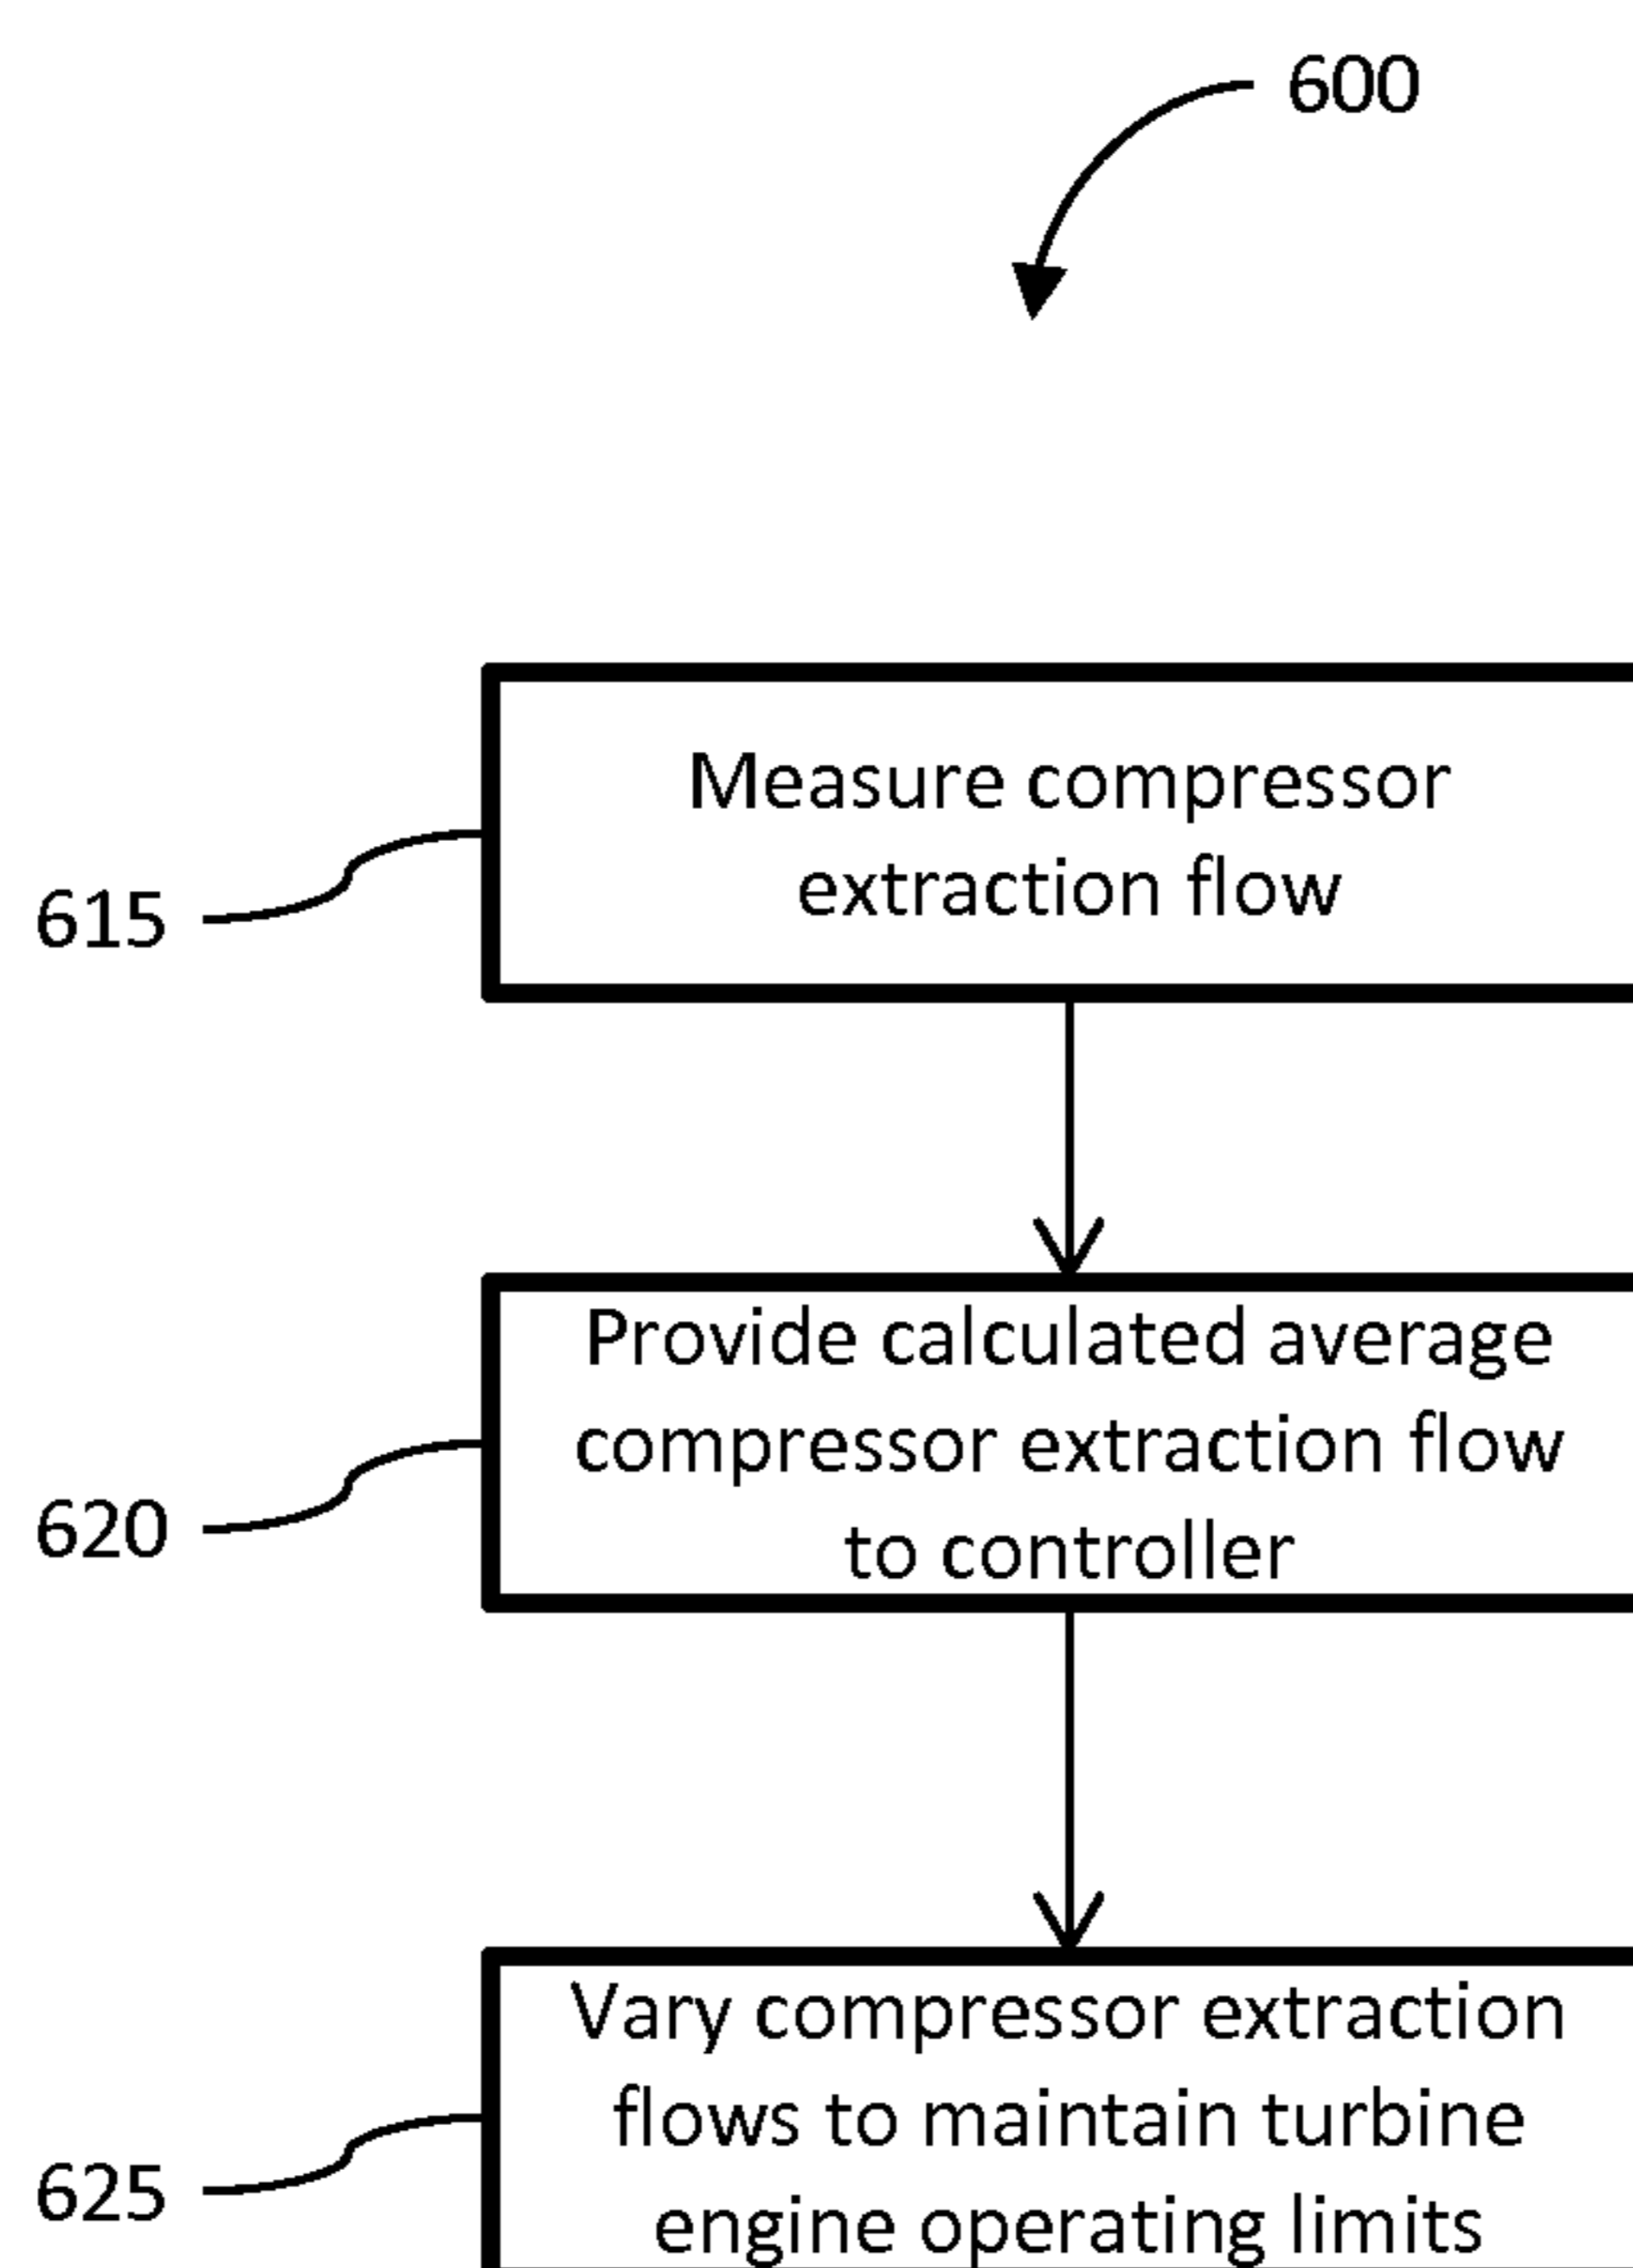 600
Measure compressor
extraction flow
615
Provide calculated average
compressor extraction flow
to controller
620
Vary compressor extraction
flows to maintain turbine
engine operating limits
625